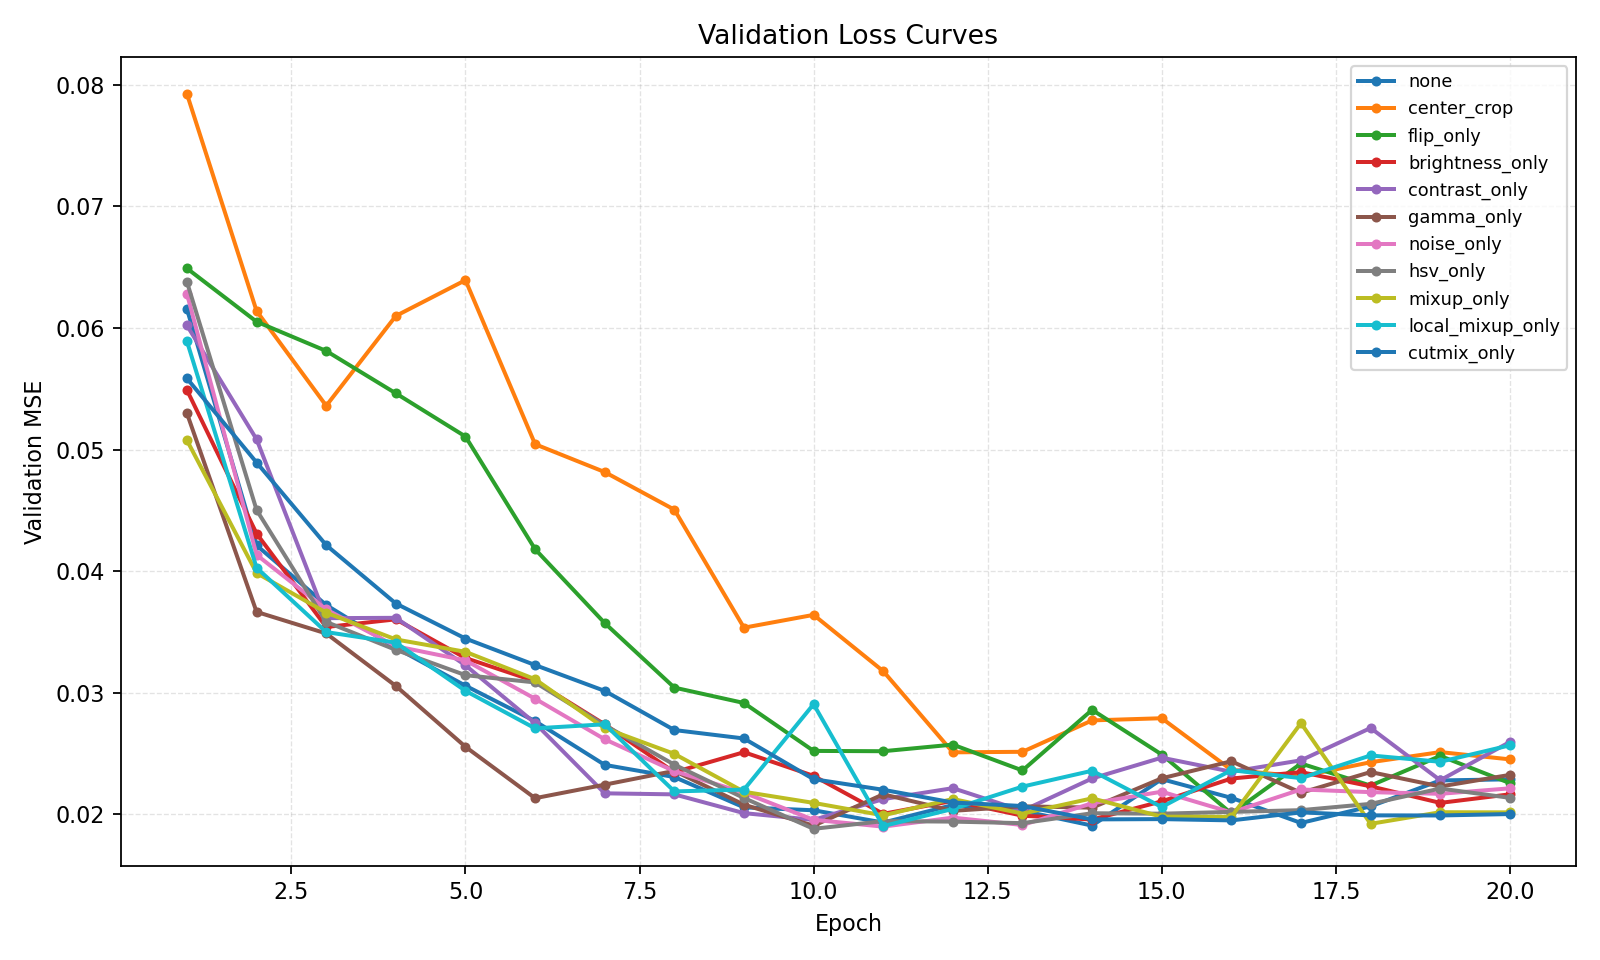 Validation Loss Curves
none
center_crop
flip_only
brightness_only
contrast_only
gamma_only
noise_only
hsv_only
mixup_only
local_mixup_only
cutmix_only
Validation MSE
0.08
0.07
0.06
0.05
0.04
0.03
0.02
2.5 5.0 7.5 10.0 12.5 15.0 17.5 20.0
Epoch